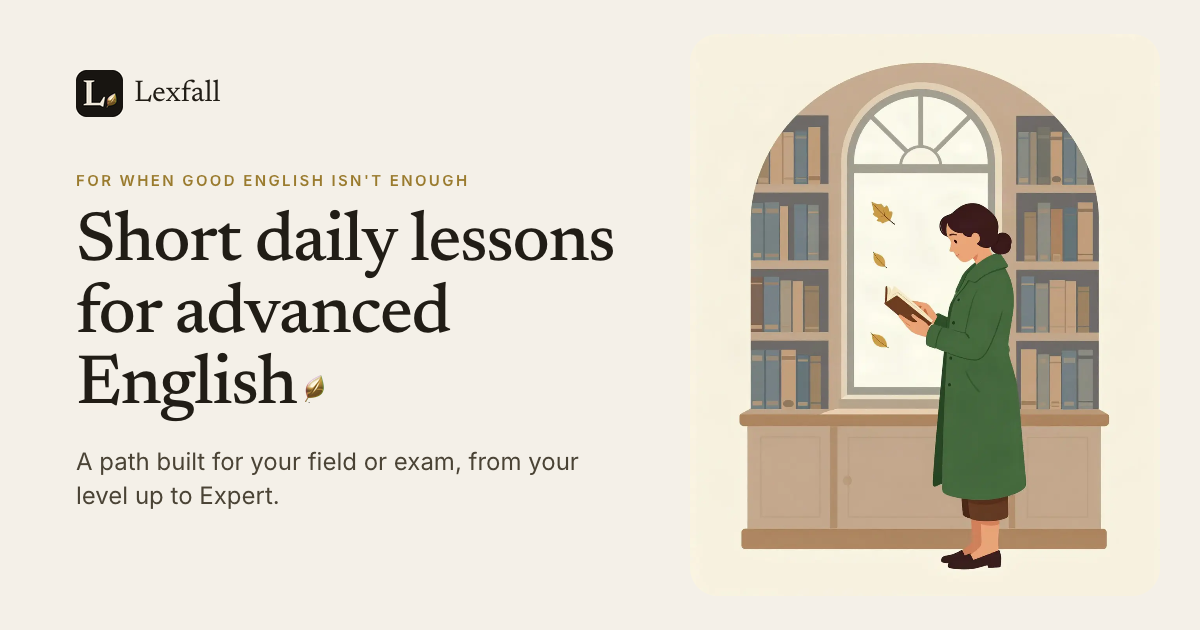 L
Lexfall
FOR WHEN GOOD ENGLISH ISN'T ENOUGH
Short daily lessons
for advanced
English
A path built for your field or exam, from your
level up to Expert.